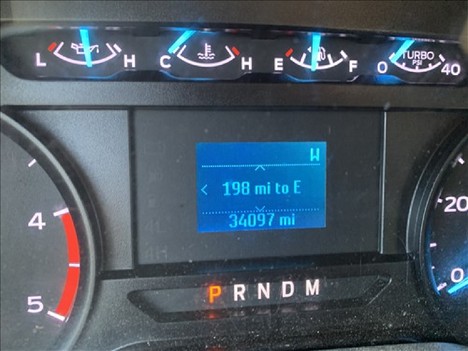 L H C H E F 0 TURBO PSI 40
W
198 mi to E
34097 mi
4
5
20
0
P R N D M